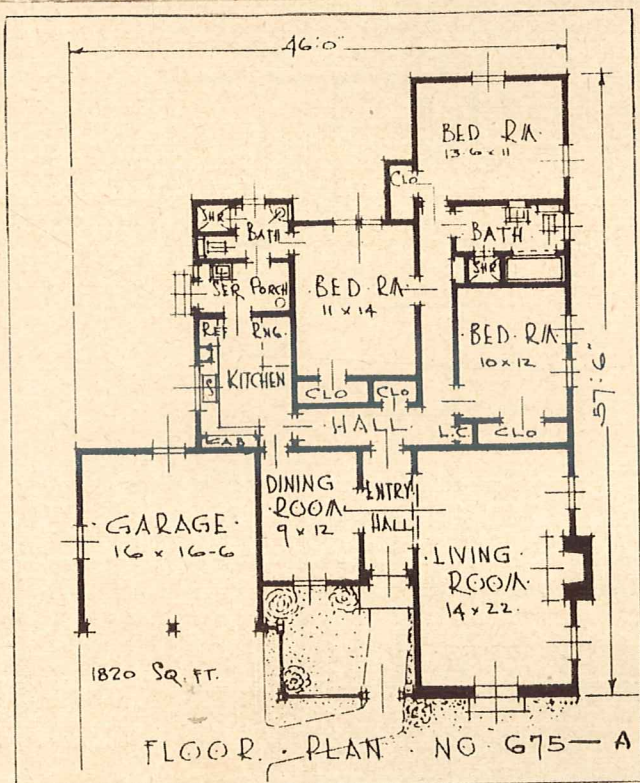 46'·0"
BED RM.
13·6 x 11
CLO
SHR
BATH
BATH
SER PORCH
BED RM
11 x 14
SHR
REF RNG.
BED RM
10 x 12
57'·6"
KITCHEN
CLO
CLO
HALL
CAB
L.C
CLO
DINING
ROOM
9 x 12
ENTRY
HALL
GARAGE
16 x 16-6
LIVING
ROOM
14 x 22
1820 SQ. FT.
FLOOR · PLAN · NO 675 — A